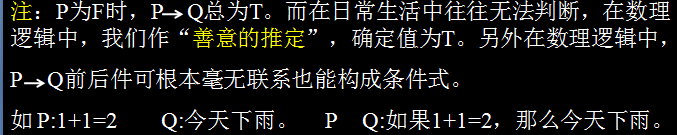 注：P为F时，P→Q总为T。而在日常生活中往往无法判断，在数理
逻辑中，我们作“善意的推定”，确定值为T。另外在数理逻辑中，
P→Q前后件可根本毫无联系也能构成条件式。
如 P:1+1=2 Q:今天下雨。 P Q:如果1+1=2，那么今天下雨。